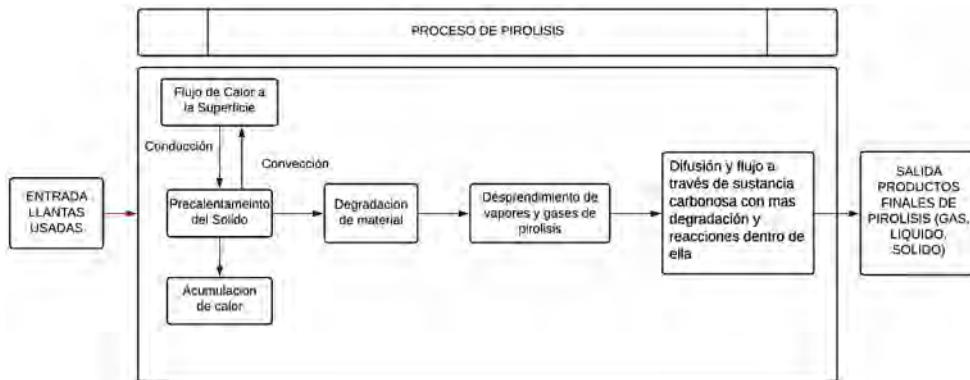 PROCESO DE PIROLISIS
Flujo de Calor a
la Superficie
Conducción
Convección
ENTRADA
LLANTAS
USADAS
Precalentameinto
del Solido
Degradacion
de material
Desprendimiento de
vapores y gases de
pirolisis
Difusión y flujo a
través de sustancia
carbonosa con mas
degradación y
reacciones dentro de
ella
SALIDA
PRODUCTOS
FINALES DE
PIROLISIS (GAS,
LIQUIDO,
SOLIDO)
Acumulacion
de calor